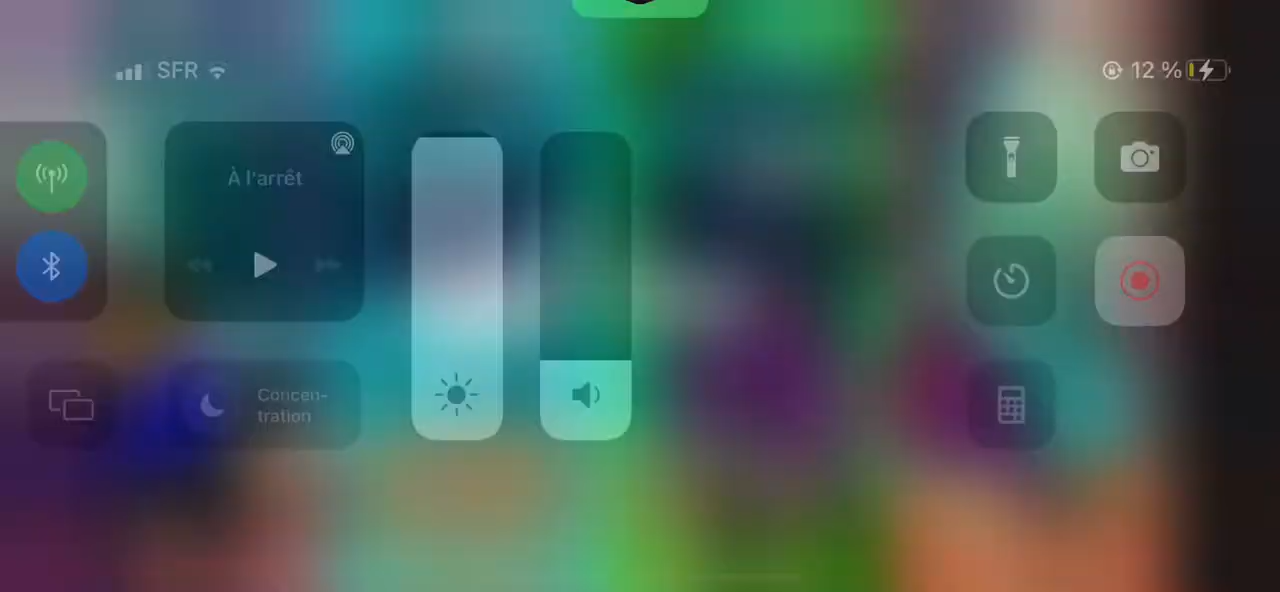 SFR
12 %
À l'arrêt
Concen-
tration